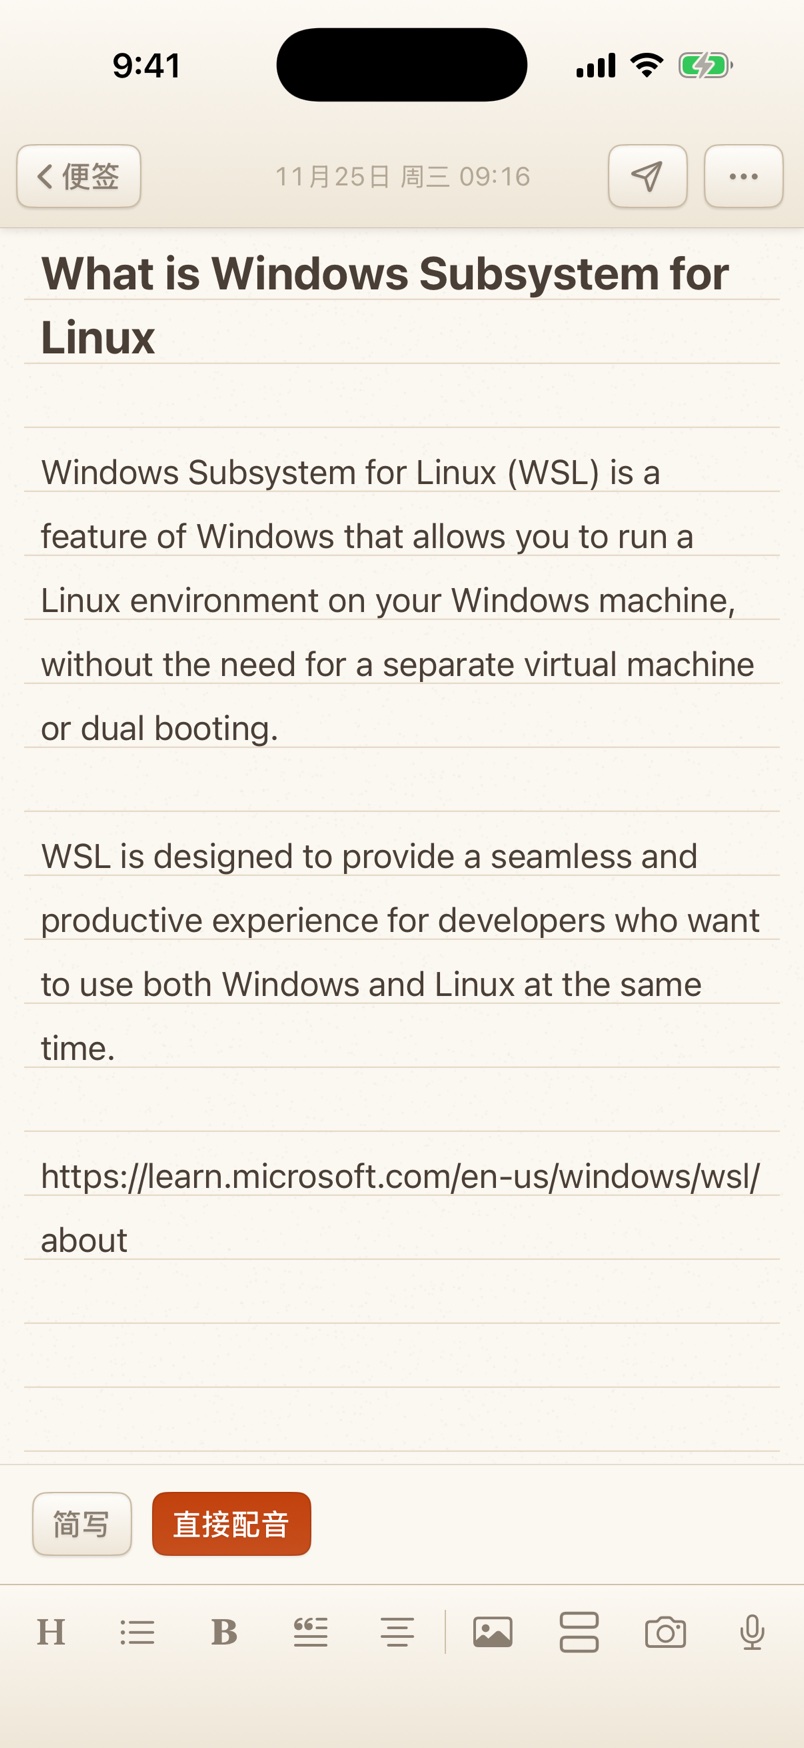 9:41
便签
11月25日 周三 09:16
What is Windows Subsystem for
Linux
Windows Subsystem for Linux (WSL) is a
feature of Windows that allows you to run a
Linux environment on your Windows machine,
without the need for a separate virtual machine
or dual booting.
WSL is designed to provide a seamless and
productive experience for developers who want
to use both Windows and Linux at the same
time.
https://learn.microsoft.com/en-us/windows/wsl/
about
简写 直接配音
H B